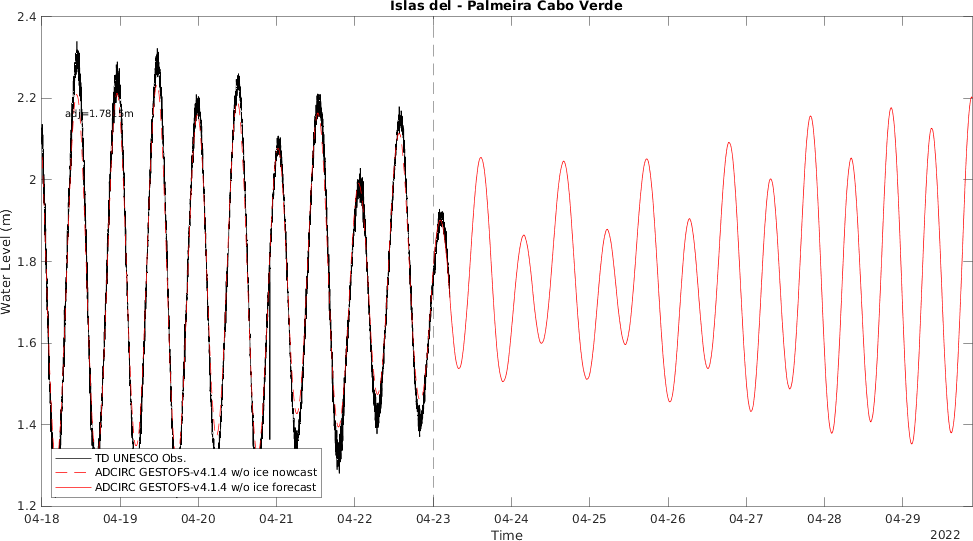 Islas del - Palmeira Cabo Verde
2.4
2.2
2
1.8
1.6
1.4
1.2
Water Level (m)
adj=1.7815m
TD UNESCO Obs.
ADCIRC GESTOFS-v4.1.4 w/o ice nowcast
ADCIRC GESTOFS-v4.1.4 w/o ice forecast
04-18 04-19 04-20 04-21 04-22 04-23 04-24 04-25 04-26 04-27 04-28 04-29
Time
2022